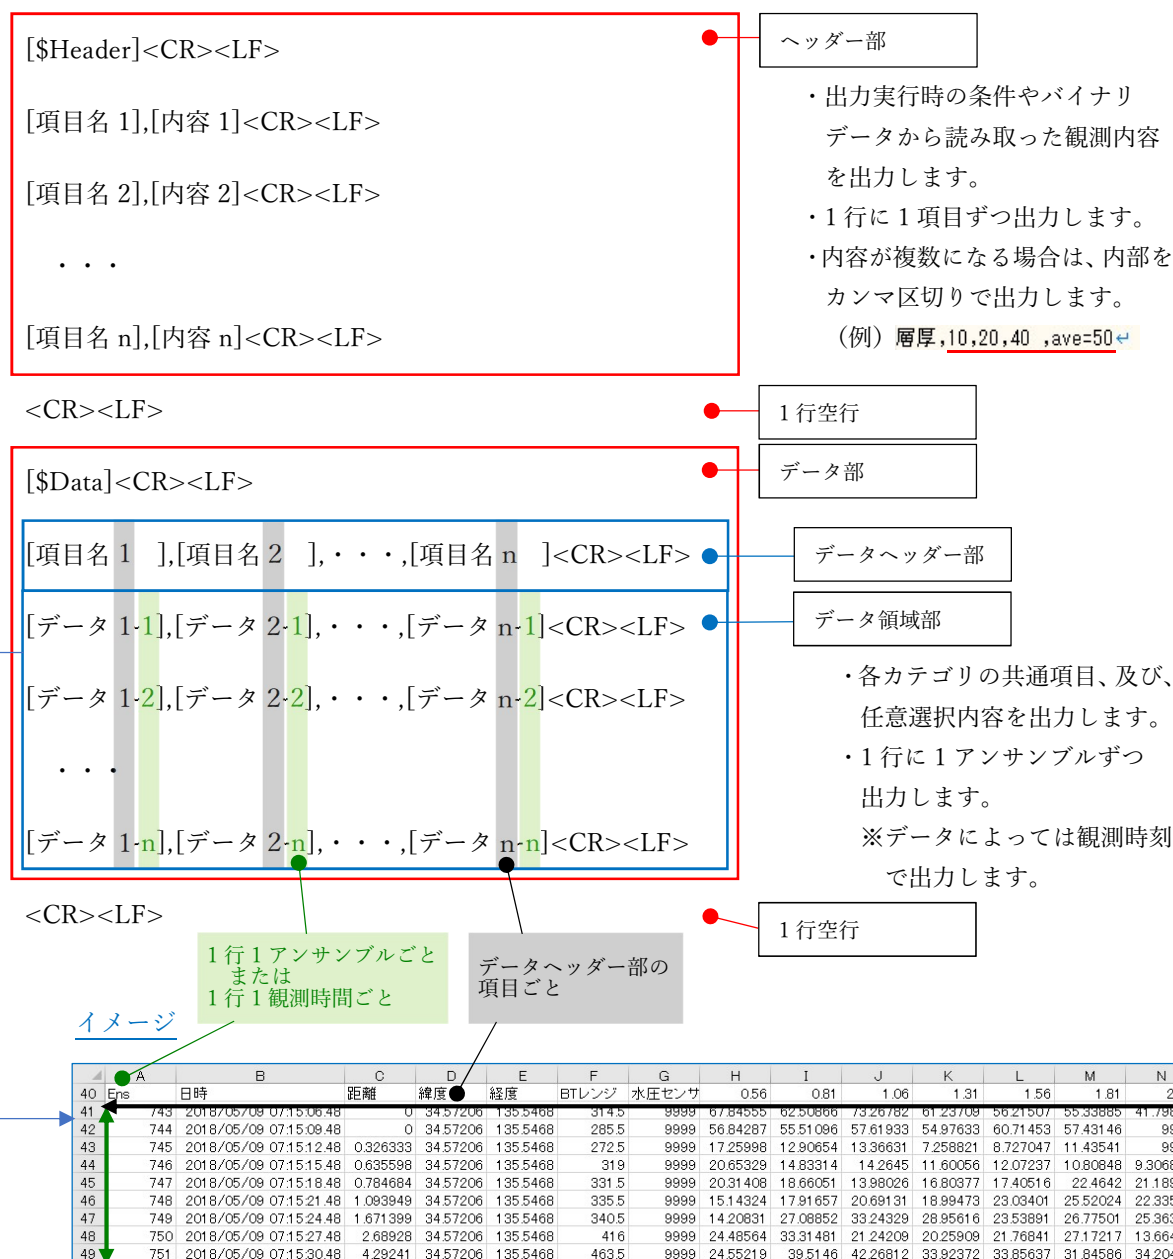 [$Header]<CR><LF>
ヘッダー部
[項目名 1],[内容 1]<CR><LF>
[項目名 2],[内容 2]<CR><LF>
・・・
[項目名 n],[内容 n]<CR><LF>
・出力実行時の条件やバイナリ
データから読み取った観測内容
を出力します。
・1 行に 1 項目ずつ出力します。
・内容が複数になる場合は、内部を
カンマ区切りで出力します。
（例）層厚,10,20,40 ,ave=50↵
<CR><LF>
1 行空行
[$Data]<CR><LF>
データ部
[項目名 1 ],[項目名 2 ],・・・,[項目名 n ]<CR><LF>
データヘッダー部
[データ 1-1],[データ 2-1],・・・,[データ n-1]<CR><LF>
データ領域部
[データ 1-2],[データ 2-2],・・・,[データ n-2]<CR><LF>
・・・
[データ 1-n],[データ 2-n],・・・,[データ n-n]<CR><LF>
・各カテゴリの共通項目、及び、
任意選択内容を出力します。
・1 行に 1 アンサンブルずつ
出力します。
※データによっては観測時刻
で出力します。
<CR><LF>
1 行空行
1 行 1 アンサンブルごと
または
1 行 1 観測時間ごと
データヘッダー部の
項目ごと
イメージ
A B C D E F G H I J K L M N
40 Ens 日時 距離 緯度 経度 BTレンジ 水圧センサ 0.56 0.81 1.06 1.31 1.56 1.81
41 743 2018/05/09 07:15:06.48 0 34.57206 135.5468 314.5 9999 67.84555 62.50866 73.26782 61.23709 56.21507 55.33885
42 744 2018/05/09 07:15:09.48 0 34.57206 135.5468 285.5 9999 56.84287 55.51096 57.61933 54.97633 60.71453 57.43146
43 745 2018/05/09 07:15:12.48 0.326333 34.57206 135.5468 272.5 9999 17.25998 12.90654 13.36631 7.258821 8.727047 11.43541
44 746 2018/05/09 07:15:15.48 0.635598 34.57206 135.5468 319 9999 20.65329 14.83314 14.2645 11.60056 12.07237 10.80848
45 747 2018/05/09 07:15:18.48 0.784684 34.57206 135.5468 331.5 9999 20.31408 18.66051 13.98026 16.80377 17.40516 22.4642
46 748 2018/05/09 07:15:21.48 1.093949 34.57206 135.5468 335.5 9999 15.14324 17.91657 20.69131 18.99473 23.03401 25.52024
47 749 2018/05/09 07:15:24.48 1.671399 34.57206 135.5468 340.5 9999 14.20831 27.08852 33.24329 28.95616 23.53891 26.77501
48 750 2018/05/09 07:15:27.48 2.68928 34.57206 135.5468 416 9999 24.48564 33.31481 21.24209 20.25909 21.76841 27.17217
49 751 2018/05/09 07:15:30.48 4.29241 34.57206 135.5468 463.5 9999 24.55219 39.5146 42.26812 33.92372 33.85637 31.84586